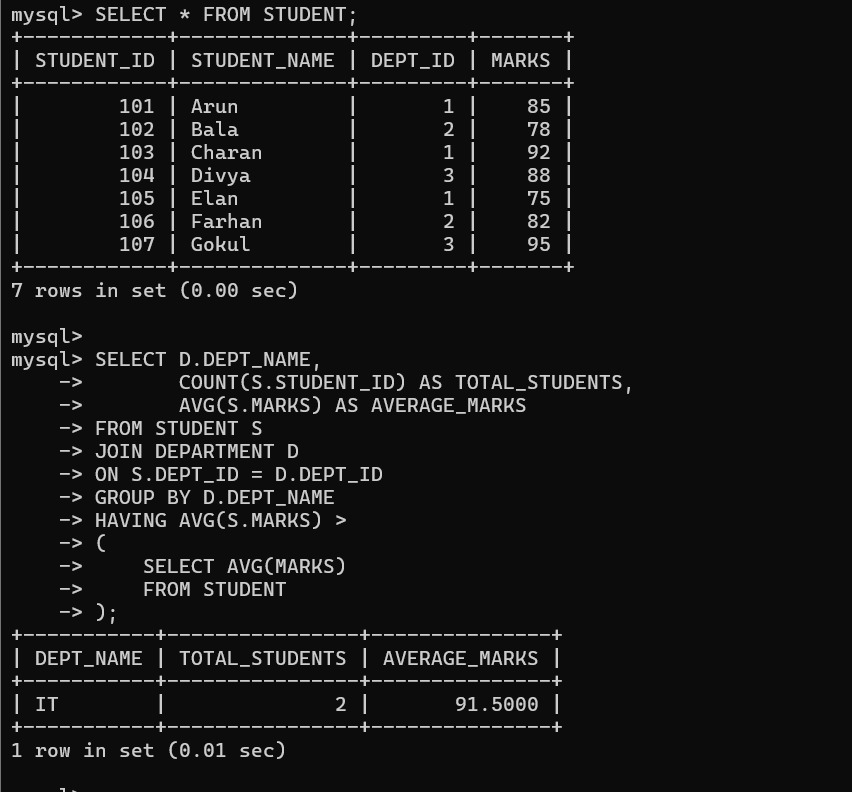 mysql> SELECT * FROM STUDENT;
+------------+--------------+---------+-------+
| STUDENT_ID | STUDENT_NAME | DEPT_ID | MARKS |
+------------+--------------+---------+-------+
|        101 | Arun         |       1 |    85 |
|        102 | Bala         |       2 |    78 |
|        103 | Charan       |       1 |    92 |
|        104 | Divya        |       3 |    88 |
|        105 | Elan         |       1 |    75 |
|        106 | Farhan       |       2 |    82 |
|        107 | Gokul        |       3 |    95 |
+------------+--------------+---------+-------+
7 rows in set (0.00 sec)

mysql>
mysql> SELECT D.DEPT_NAME,
    ->        COUNT(S.STUDENT_ID) AS TOTAL_STUDENTS,
    ->        AVG(S.MARKS) AS AVERAGE_MARKS
    -> FROM STUDENT S
    -> JOIN DEPARTMENT D
    -> ON S.DEPT_ID = D.DEPT_ID
    -> GROUP BY D.DEPT_NAME
    -> HAVING AVG(S.MARKS) >
    -> (
    ->     SELECT AVG(MARKS)
    ->     FROM STUDENT
    -> );
+-----------+----------------+---------------+
| DEPT_NAME | TOTAL_STUDENTS | AVERAGE_MARKS |
+-----------+----------------+---------------+
| IT        |              2 |       91.5000 |
+-----------+----------------+---------------+
1 row in set (0.01 sec)